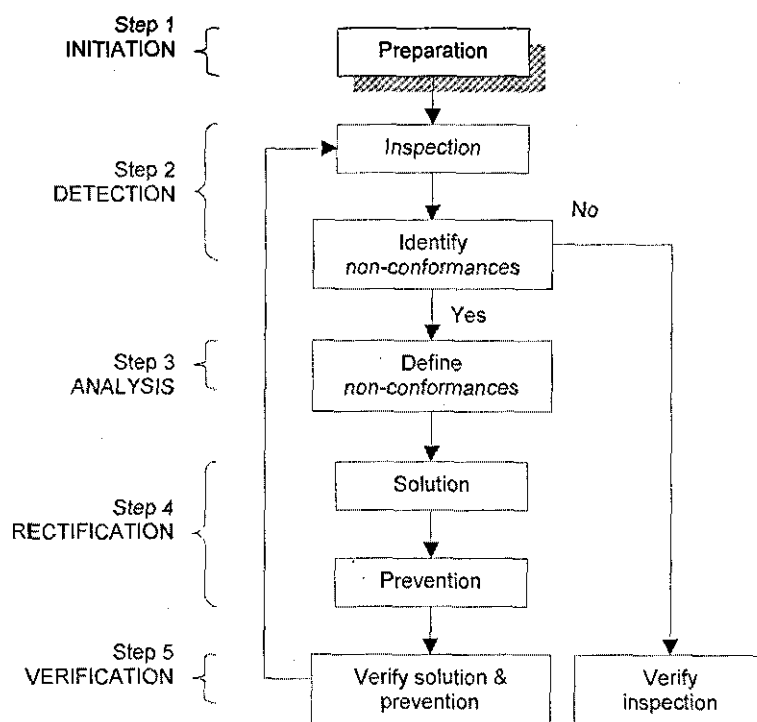 Step 1
INITIATION
Preparation
Step 2
DETECTION
Inspection
Identify
non-conformances
No
Yes
Step 3
ANALYSIS
Define
non-conformances
Step 4
RECTIFICATION
Solution
Prevention
Step 5
VERIFICATION
Verify solution &
prevention
Verify
inspection